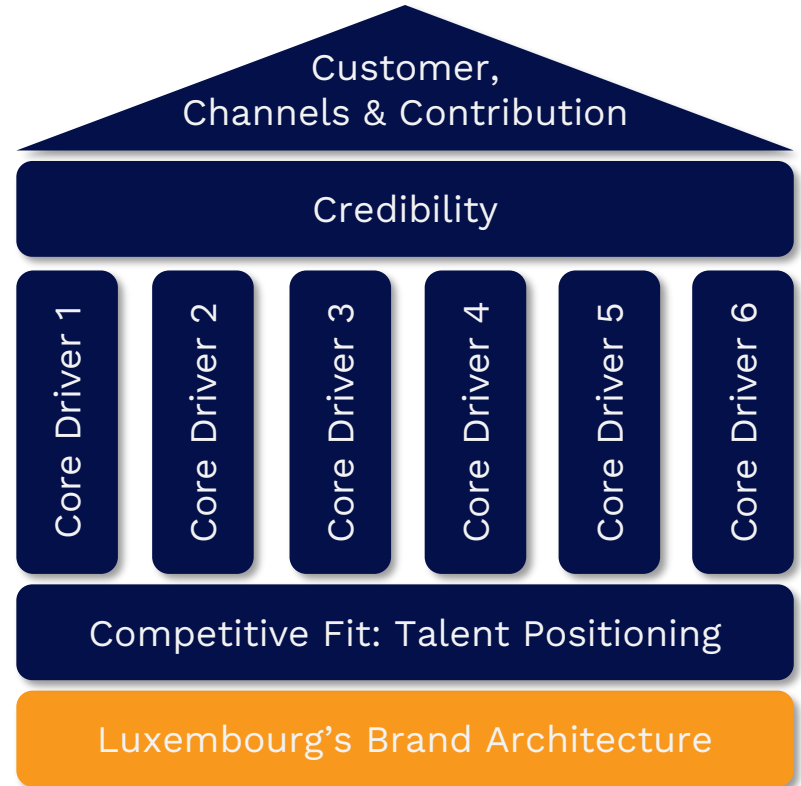 Customer,
Channels & Contribution
Credibility
Core Driver 1
Core Driver 2
Core Driver 3
Core Driver 4
Core Driver 5
Core Driver 6
Competitive Fit: Talent Positioning
Luxembourg’s Brand Architecture